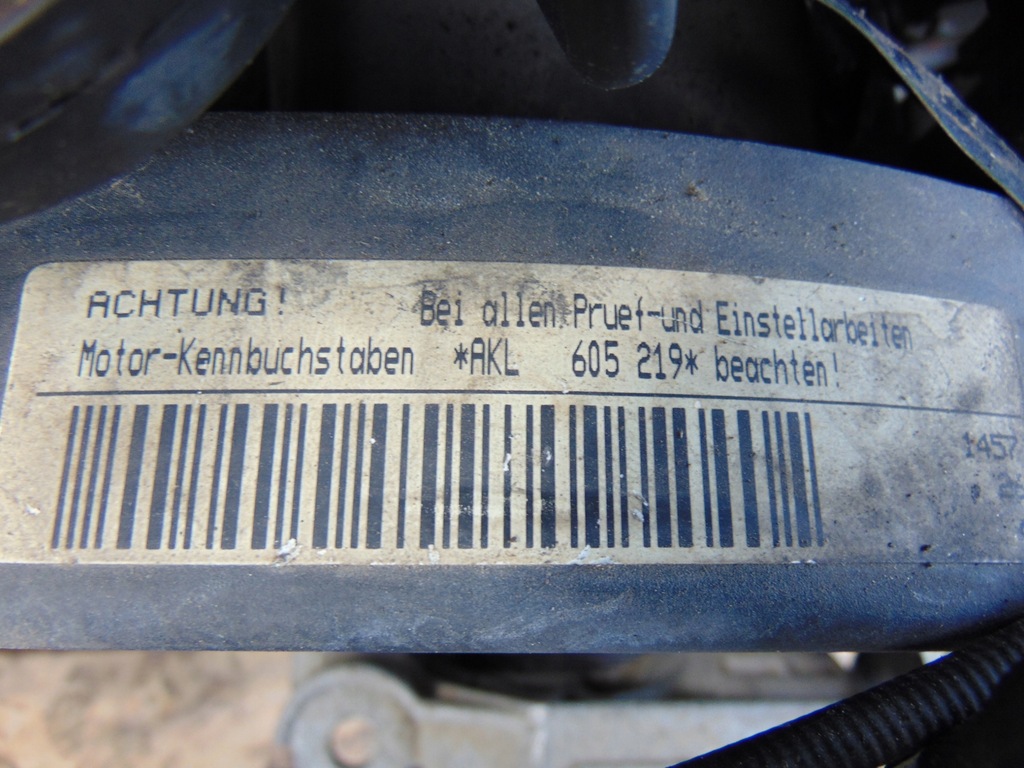 ACHTUNG! Bei allen Pruef-und Einstellarbeiten
Motor-Kennbuchstaben *AKL 605 219* beachten!
1457